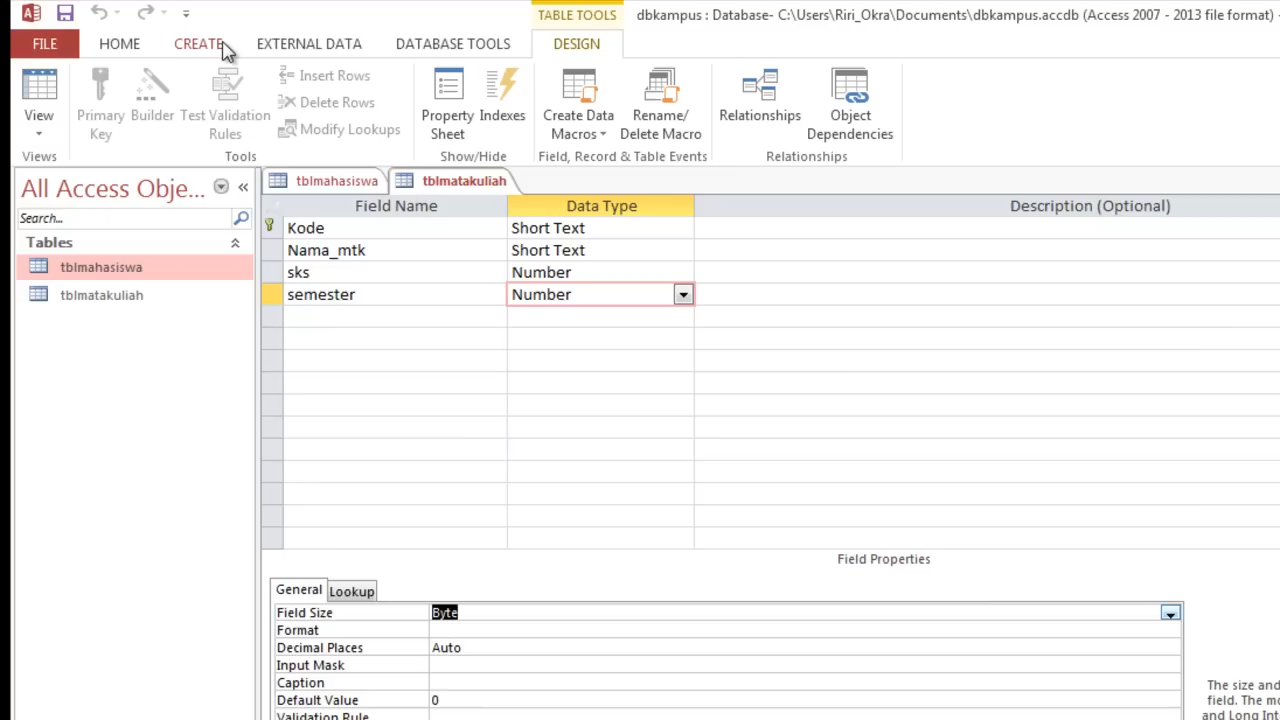 TABLE TOOLS
dbkampus : Database- C:\Users\Riri_Okra\Documents\dbkampus.accdb (Access 2007 - 2013 file format)
FILE HOME CREATE EXTERNAL DATA DATABASE TOOLS DESIGN
View
Primary Key
Builder
Test Validation Rules
Insert Rows
Delete Rows
Modify Lookups
Property Sheet
Indexes
Create Data Macros
Rename/ Delete Macro
Relationships
Object Dependencies
Views Tools Show/Hide Field, Record & Table Events Relationships
All Access Obje...
Search...
Tables
tblmahasiswa
tblmatakuliah
tblmahasiswa tblmatakuliah
Field Name Data Type Description (Optional)
Kode Short Text
Nama_mtk Short Text
sks Number
semester Number
Field Properties
General Lookup
Field Size Byte
Format
Decimal Places Auto
Input Mask
Caption
Default Value 0
Validation Rule
The size and
field. The mo
and Long Int